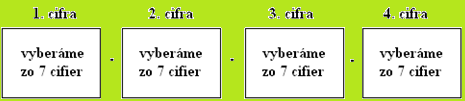 1. cifra 2. cifra 3. cifra 4. cifra
vyberáme · vyberáme · vyberáme · vyberáme
zo 7 cifier zo 7 cifier zo 7 cifier zo 7 cifier